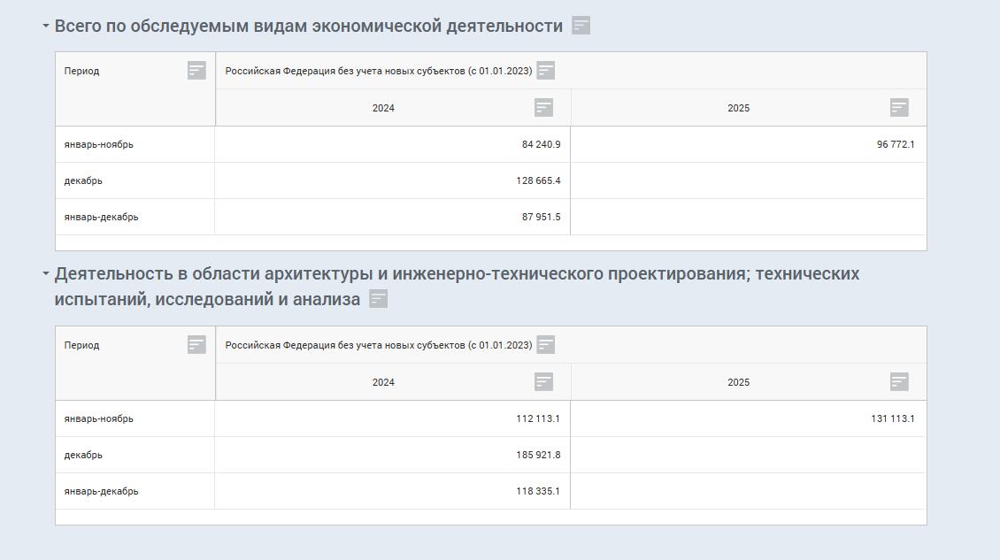 Всего по обследуемым видам экономической деятельности
Период
Российская Федерация без учета новых субъектов (с 01.01.2023)
2024 2025
январь-ноябрь 84 240.9 96 772.1
декабрь 128 665.4
январь-декабрь 87 951.5
Деятельность в области архитектуры и инженерно-технического проектирования; технических
испытаний, исследований и анализа
Период
Российская Федерация без учета новых субъектов (с 01.01.2023)
2024 2025
январь-ноябрь 112 113.1 131 113.1
декабрь 185 921.8
январь-декабрь 118 335.1